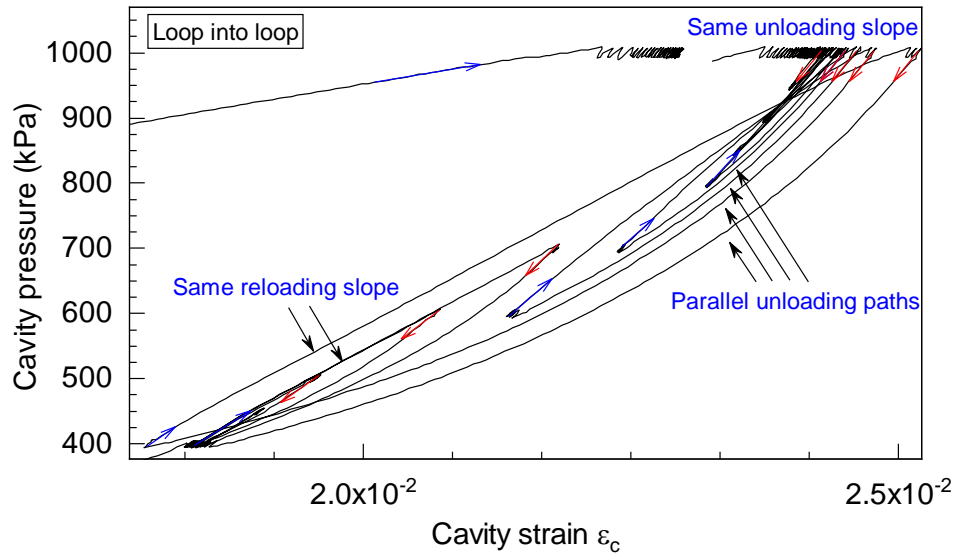 Loop into loop
Same unloading slope
1000
900
800
700
600
500
400
Cavity pressure (kPa)
Same reloading slope
Parallel unloading paths
2.0x10⁻²
2.5x10⁻²
Cavity strain εc